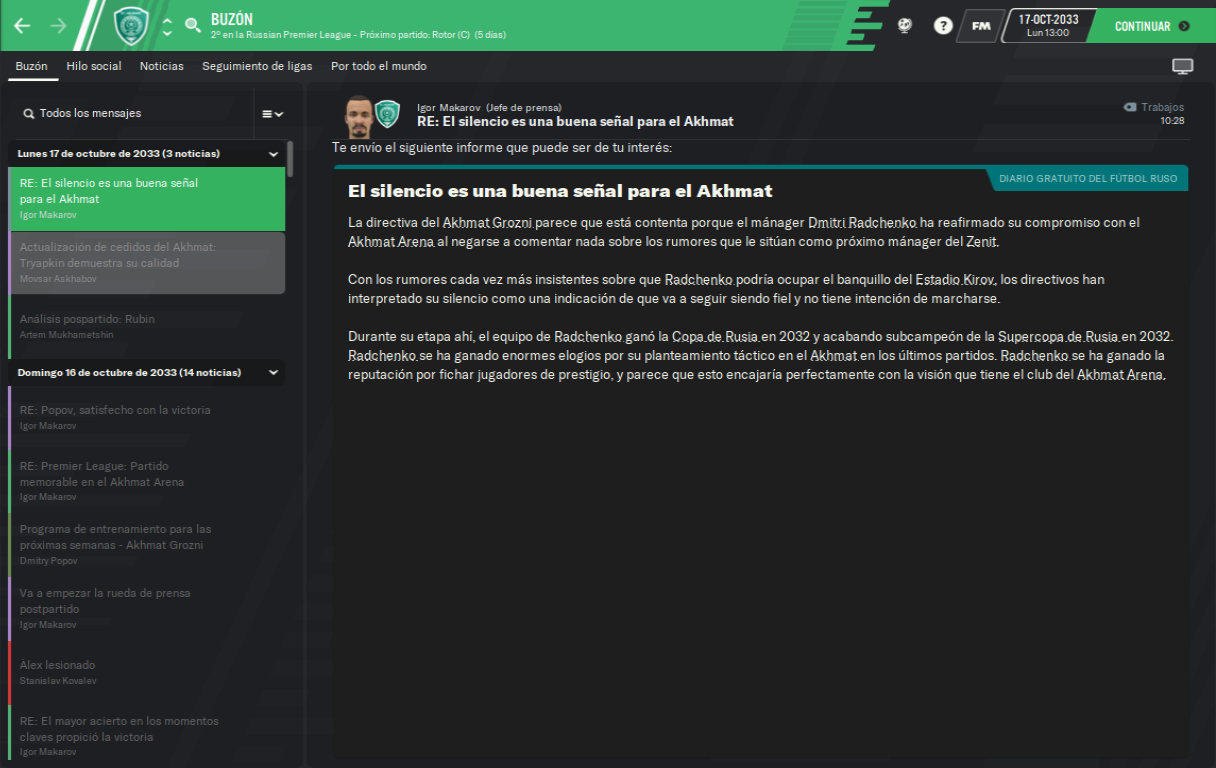 BUZÓN
2º en la Russian Premier League - Próximo partido: Rotor (C) (5 días)
?
FM
17-OCT-2033
Lun 13:00
CONTINUAR
Buzón
Hilo social
Noticias
Seguimiento de ligas
Por todo el mundo
Todos los mensajes
Lunes 17 de octubre de 2033 (3 noticias)
RE: El silencio es una buena señal
para el Akhmat
Igor Makarov
Actualización de cedidos del Akhmat:
Tryapkin demuestra su calidad
Movsar Askhabov
Análisis pospartido: Rubin
Artem Mukhametshin
Domingo 16 de octubre de 2033 (14 noticias)
RE: Popov, satisfecho con la victoria
Igor Makarov
RE: Premier League: Partido
memorable en el Akhmat Arena
Igor Makarov
Programa de entrenamiento para las
próximas semanas - Akhmat Grozni
Dmitry Popov
Va a empezar la rueda de prensa
postpartido
Igor Makarov
Àlex lesionado
Stanislav Kovalev
RE: El mayor acierto en los momentos
claves propició la victoria
Igor Makarov
Igor Makarov (Jefe de prensa)
RE: El silencio es una buena señal para el Akhmat
Trabajos
10:28
Te envío el siguiente informe que puede ser de tu interés:
DIARIO GRATUITO DEL FÚTBOL RUSO
El silencio es una buena señal para el Akhmat
La directiva del Akhmat Grozni parece que está contenta porque el mánager Dmitri Radchenko ha reafirmado su compromiso con el
Akhmat Arena al negarse a comentar nada sobre los rumores que le sitúan como próximo mánager del Zenit.
Con los rumores cada vez más insistentes sobre que Radchenko podría ocupar el banquillo del Estadio Kirov, los directivos han
interpretado su silencio como una indicación de que va a seguir siendo fiel y no tiene intención de marcharse.
Durante su etapa ahí, el equipo de Radchenko ganó la Copa de Rusia en 2032 y acabando subcampeón de la Supercopa de Rusia en 2032.
Radchenko se ha ganado enormes elogios por su planteamiento táctico en el Akhmat en los últimos partidos. Radchenko se ha ganado la
reputación por fichar jugadores de prestigio, y parece que esto encajaría perfectamente con la visión que tiene el club del Akhmat Arena.